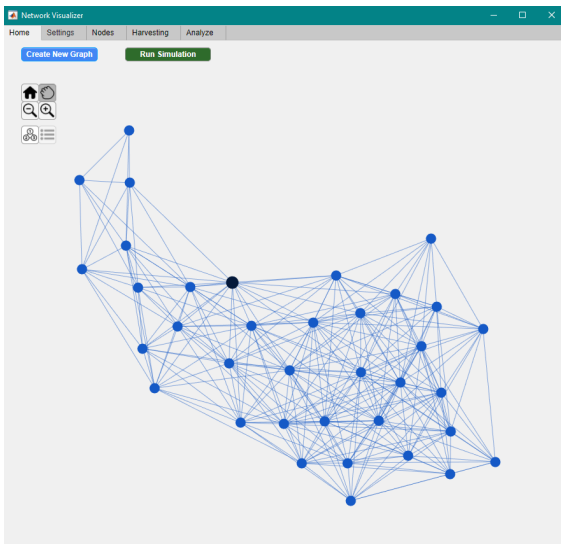 Network Visualizer
Home Settings Nodes Harvesting Analyze
Create New Graph Run Simulation